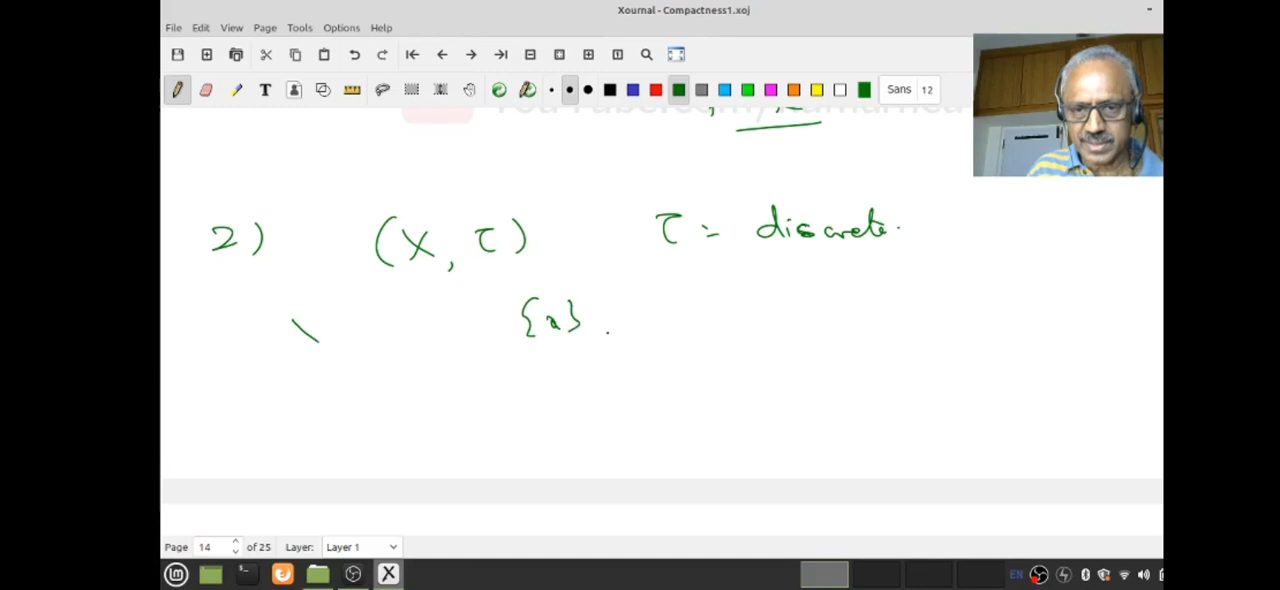 Xournal - Compactness1.xoj
File Edit View Page Tools Options Help
T Sans 12
2) (X, τ) τ = discrete.
{x}.
Page 14 of 25 Layer: Layer 1
EN